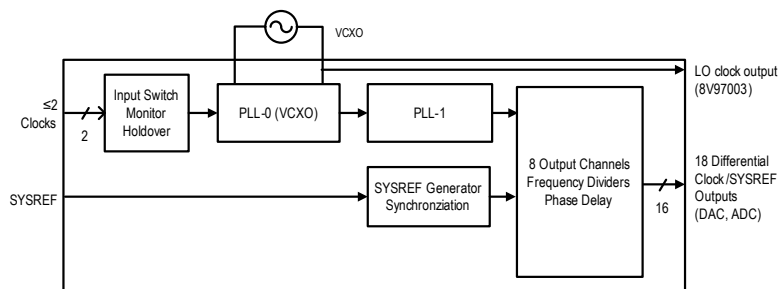 VCXO
LO clock output
(8V97003)
≤2
Clocks
2
Input Switch
Monitor
Holdover
PLL-0 (VCXO)
PLL-1
8 Output Channels
Frequency Dividers
Phase Delay
18 Differential
Clock/SYSREF
Outputs
(DAC, ADC)
16
SYSREF
SYSREF Generator
Synchronziation